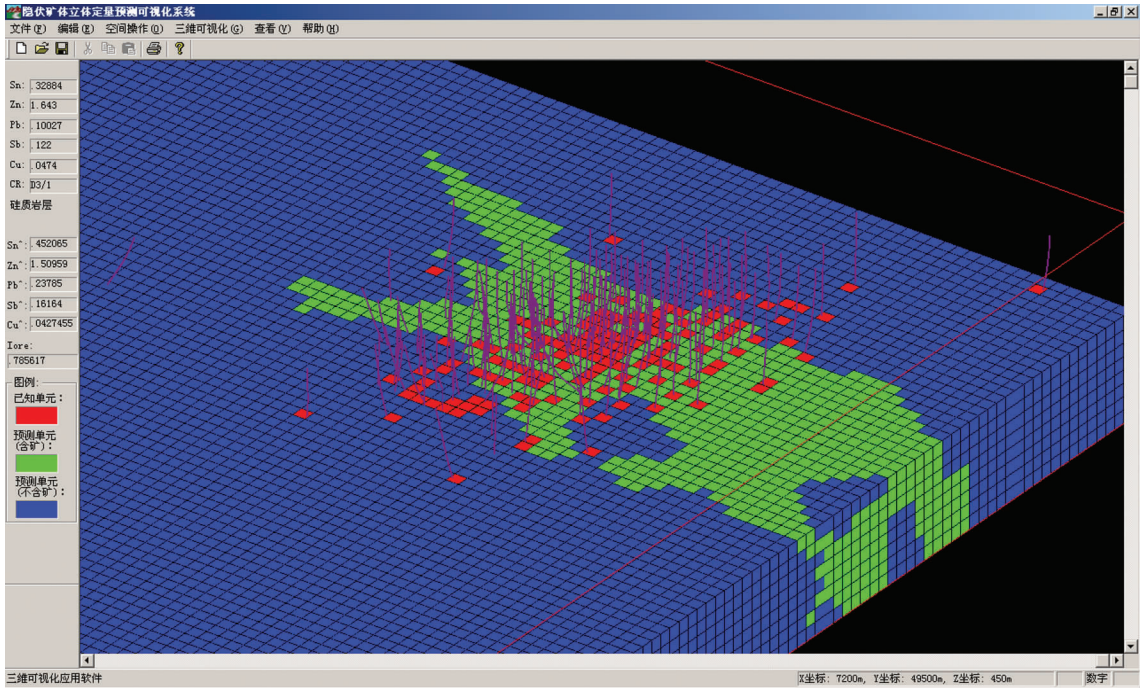 隐伏矿体立体定量预测可视化系统
文件(F) 编辑(E) 空间操作(O) 三维可视化(G) 查看(V) 帮助(H)
Sn: .32884
Zn: 1.643
Pb: .10027
Sb: .122
Cu: .0474
CR: D3/1
硅质岩层
Sn^: .452065
Zn^: 1.50959
Pb^: .23785
Sb^: .16164
Cu^: .0427455
Iore:
.785617
图例:
已知单元:
预测单元
(含矿):
预测单元
(不含矿):
三维可视化应用软件
X坐标: 7200m, Y坐标: 49500m, Z坐标: 450m
数字